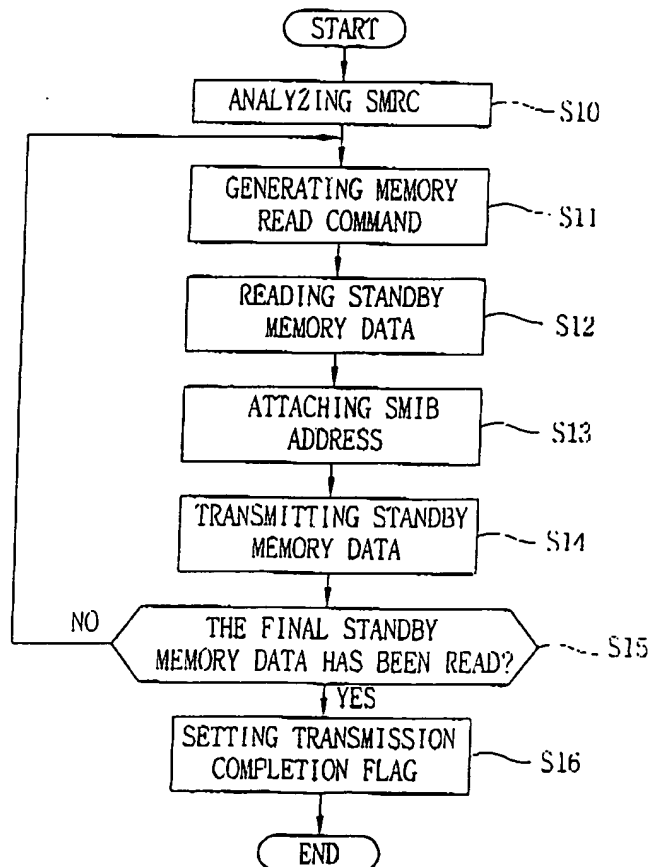 START
ANALYZING SMRC
S10
GENERATING MEMORY
READ COMMAND
S11
READING STANDBY
MEMORY DATA
S12
ATTACHING SMIB
ADDRESS
S13
TRANSMITTING STANDBY
MEMORY DATA
S14
NO
THE FINAL STANDBY
MEMORY DATA HAS BEEN READ?
S15
YES
SETTING TRANSMISSION
COMPLETION FLAG
S16
END